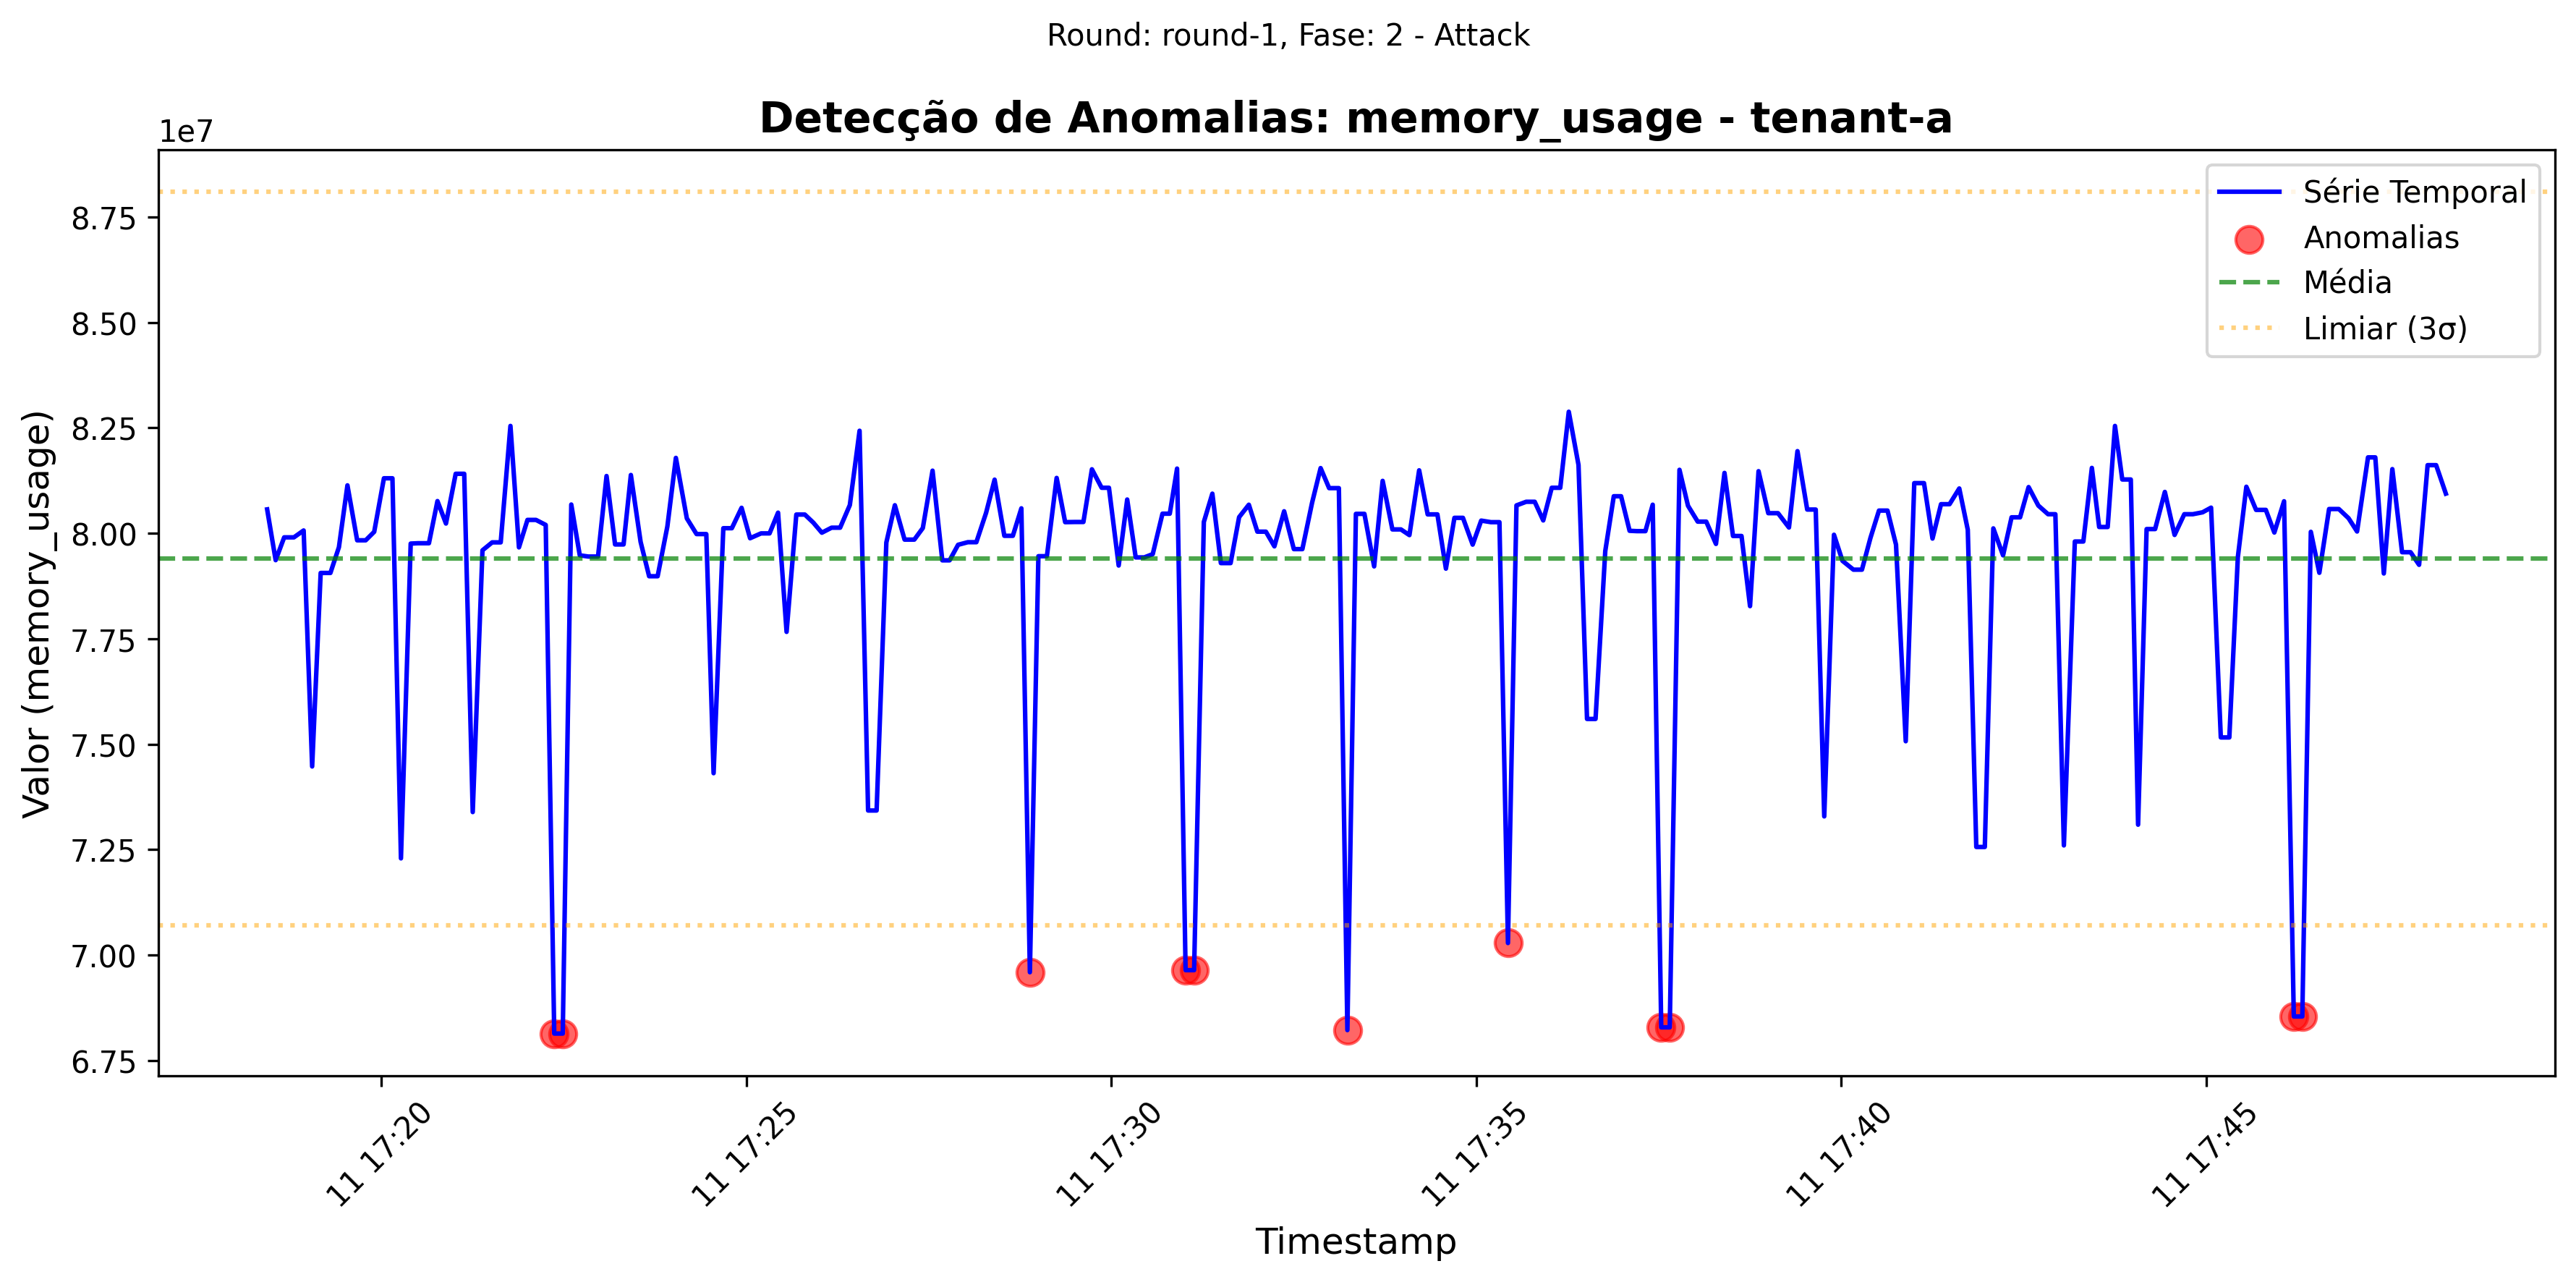 Round: round-1, Fase: 2 - Attack
Detecção de Anomalias: memory_usage - tenant-a
1e7
Série Temporal
Anomalias
Média
Limiar (3σ)
8.75
8.50
8.25
8.00
7.75
7.50
7.25
7.00
6.75
Valor (memory_usage)
11 17:20
11 17:25
11 17:30
11 17:35
11 17:40
11 17:45
Timestamp